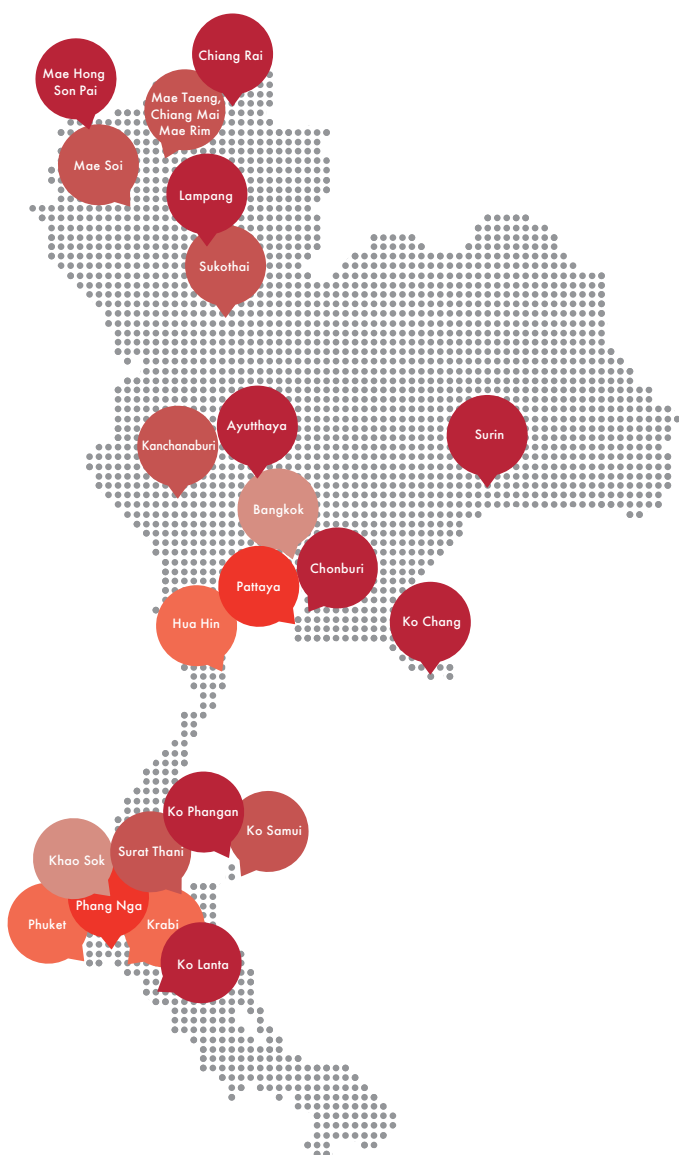 Chiang Rai
Mae Hong
Son Pai
Mae Taeng,
Chiang Mai
Mae Rim
Mae Soi
Lampang
Sukothai
Ayutthaya
Surin
Kanchanaburi
Bangkok
Chonburi
Pattaya
Ko Chang
Hua Hin
Ko Phangan
Ko Samui
Surat Thani
Khao Sok
Phang Nga
Phuket
Krabi
Ko Lanta